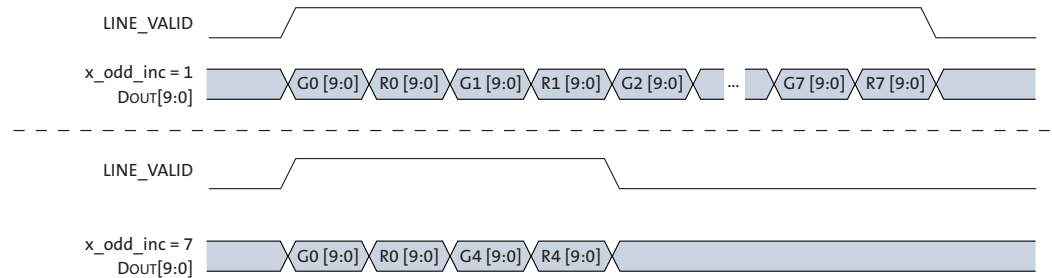 LINE_VALID
x_odd_inc = 1
DOUT[9:0]
G0 [9:0] R0 [9:0] G1 [9:0] R1 [9:0] G2 [9:0] ... G7 [9:0] R7 [9:0]
LINE_VALID
x_odd_inc = 7
DOUT[9:0]
G0 [9:0] R0 [9:0] G4 [9:0] R4 [9:0]